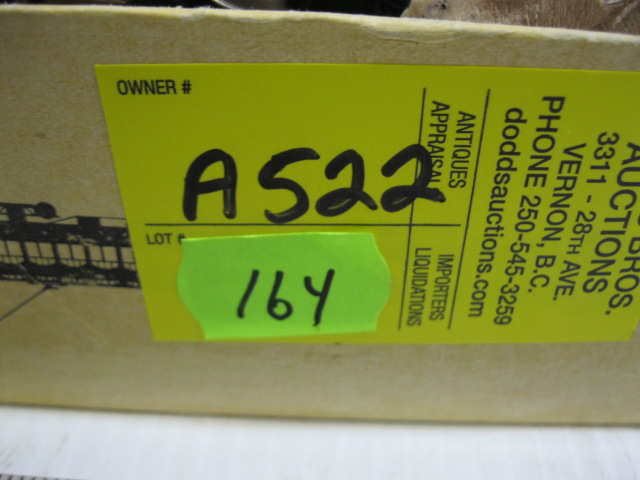 OWNER #
A522
LOT #
164
ANTIQUES
APPRAISAL
IMPORTERS
LIQUIDATIONS
BROS.
AUCTIONS
3311 - 28TH AVE.
VERNON, B.C.
PHONE 250-545-3259
doddsauctions.com